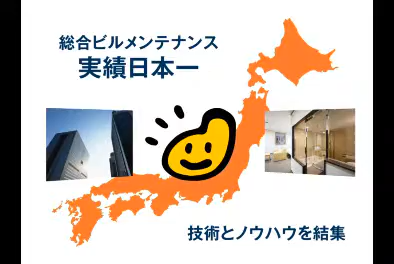 総合ビルメンテナンス
実績日本一
技術とノウハウを結集